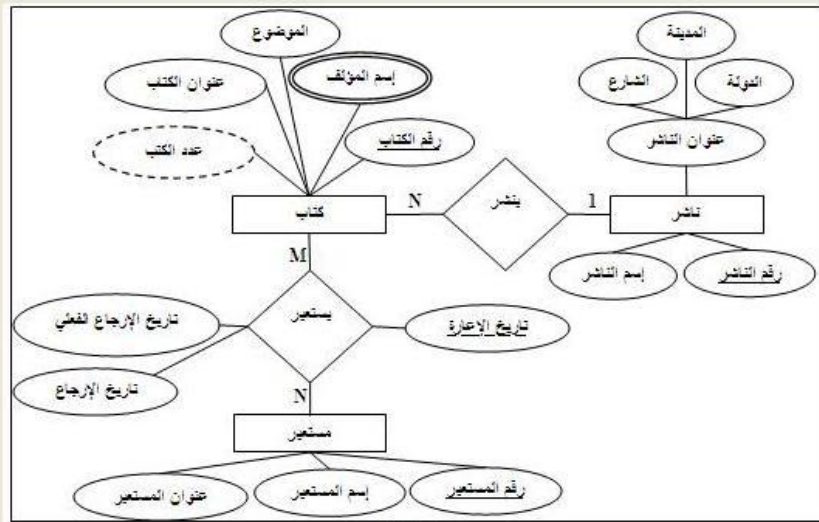 الموضوع
المدينة
إسم المؤلف
عنوان الكتاب
الدولة
الشارع
رقم الكتاب
عدد الكتب
عنوان الناشر
ناشر
1
ينشر
N
كتاب
رقم الناشر
إسم الناشر
M
تاريخ الإعارة
يستعير
تاريخ الإرجاع الفعلي
تاريخ الإرجاع
N
مستعير
رقم المستعير
إسم المستعير
عنوان المستعير